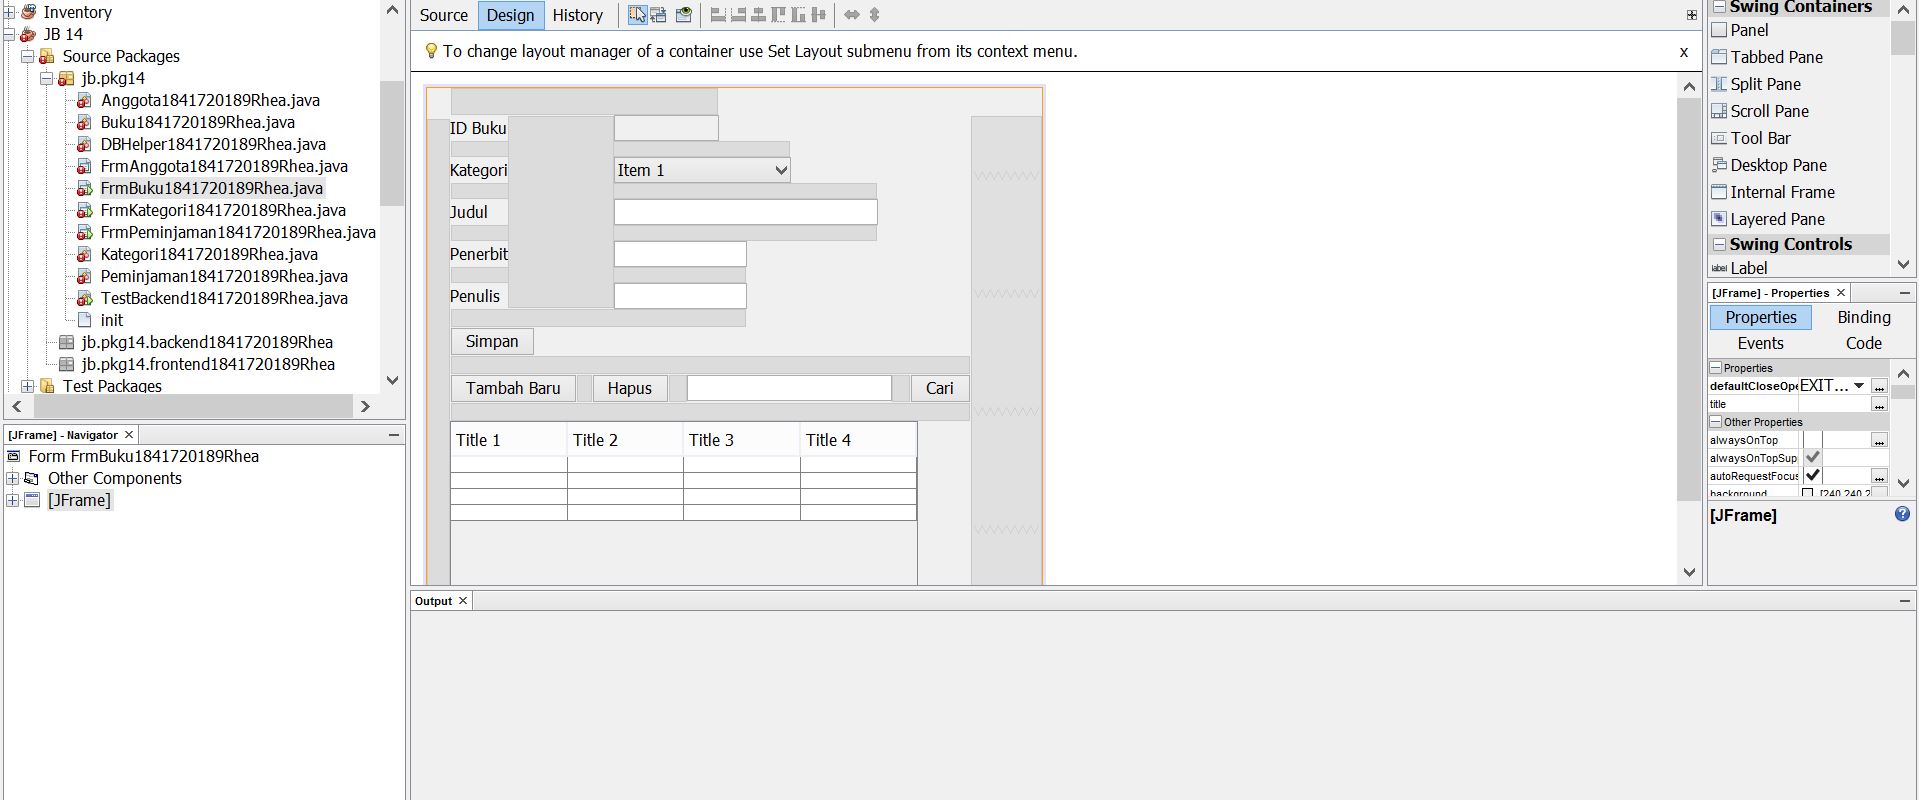 Inventory
JB 14
Source Packages
jb.pkg14
Anggota1841720189Rhea.java
Buku1841720189Rhea.java
DBHelper1841720189Rhea.java
FrmAnggota1841720189Rhea.java
FrmBuku1841720189Rhea.java
FrmKategori1841720189Rhea.java
FrmPeminjaman1841720189Rhea.java
Kategori1841720189Rhea.java
Peminjaman1841720189Rhea.java
TestBackend1841720189Rhea.java
init
jb.pkg14.backend1841720189Rhea
jb.pkg14.frontend1841720189Rhea
Test Packages
[JFrame] - Navigator
Form FrmBuku1841720189Rhea
Other Components
[JFrame]
Source Design History
To change layout manager of a container use Set Layout submenu from its context menu. x
ID Buku
Kategori Item 1
Judul
Penerbit
Penulis
Simpan
Tambah Baru Hapus Cari
Title 1 Title 2 Title 3 Title 4
Output
Swing Containers
Panel
Tabbed Pane
Split Pane
Scroll Pane
Tool Bar
Desktop Pane
Internal Frame
Layered Pane
Swing Controls
label Label
[JFrame] - Properties
Properties Binding
Events Code
Properties
defaultCloseOpe EXIT... ...
title ...
Other Properties
alwaysOnTop ...
alwaysOnTopSup
autoRequestFocus ...
background [240,240,2
[JFrame]